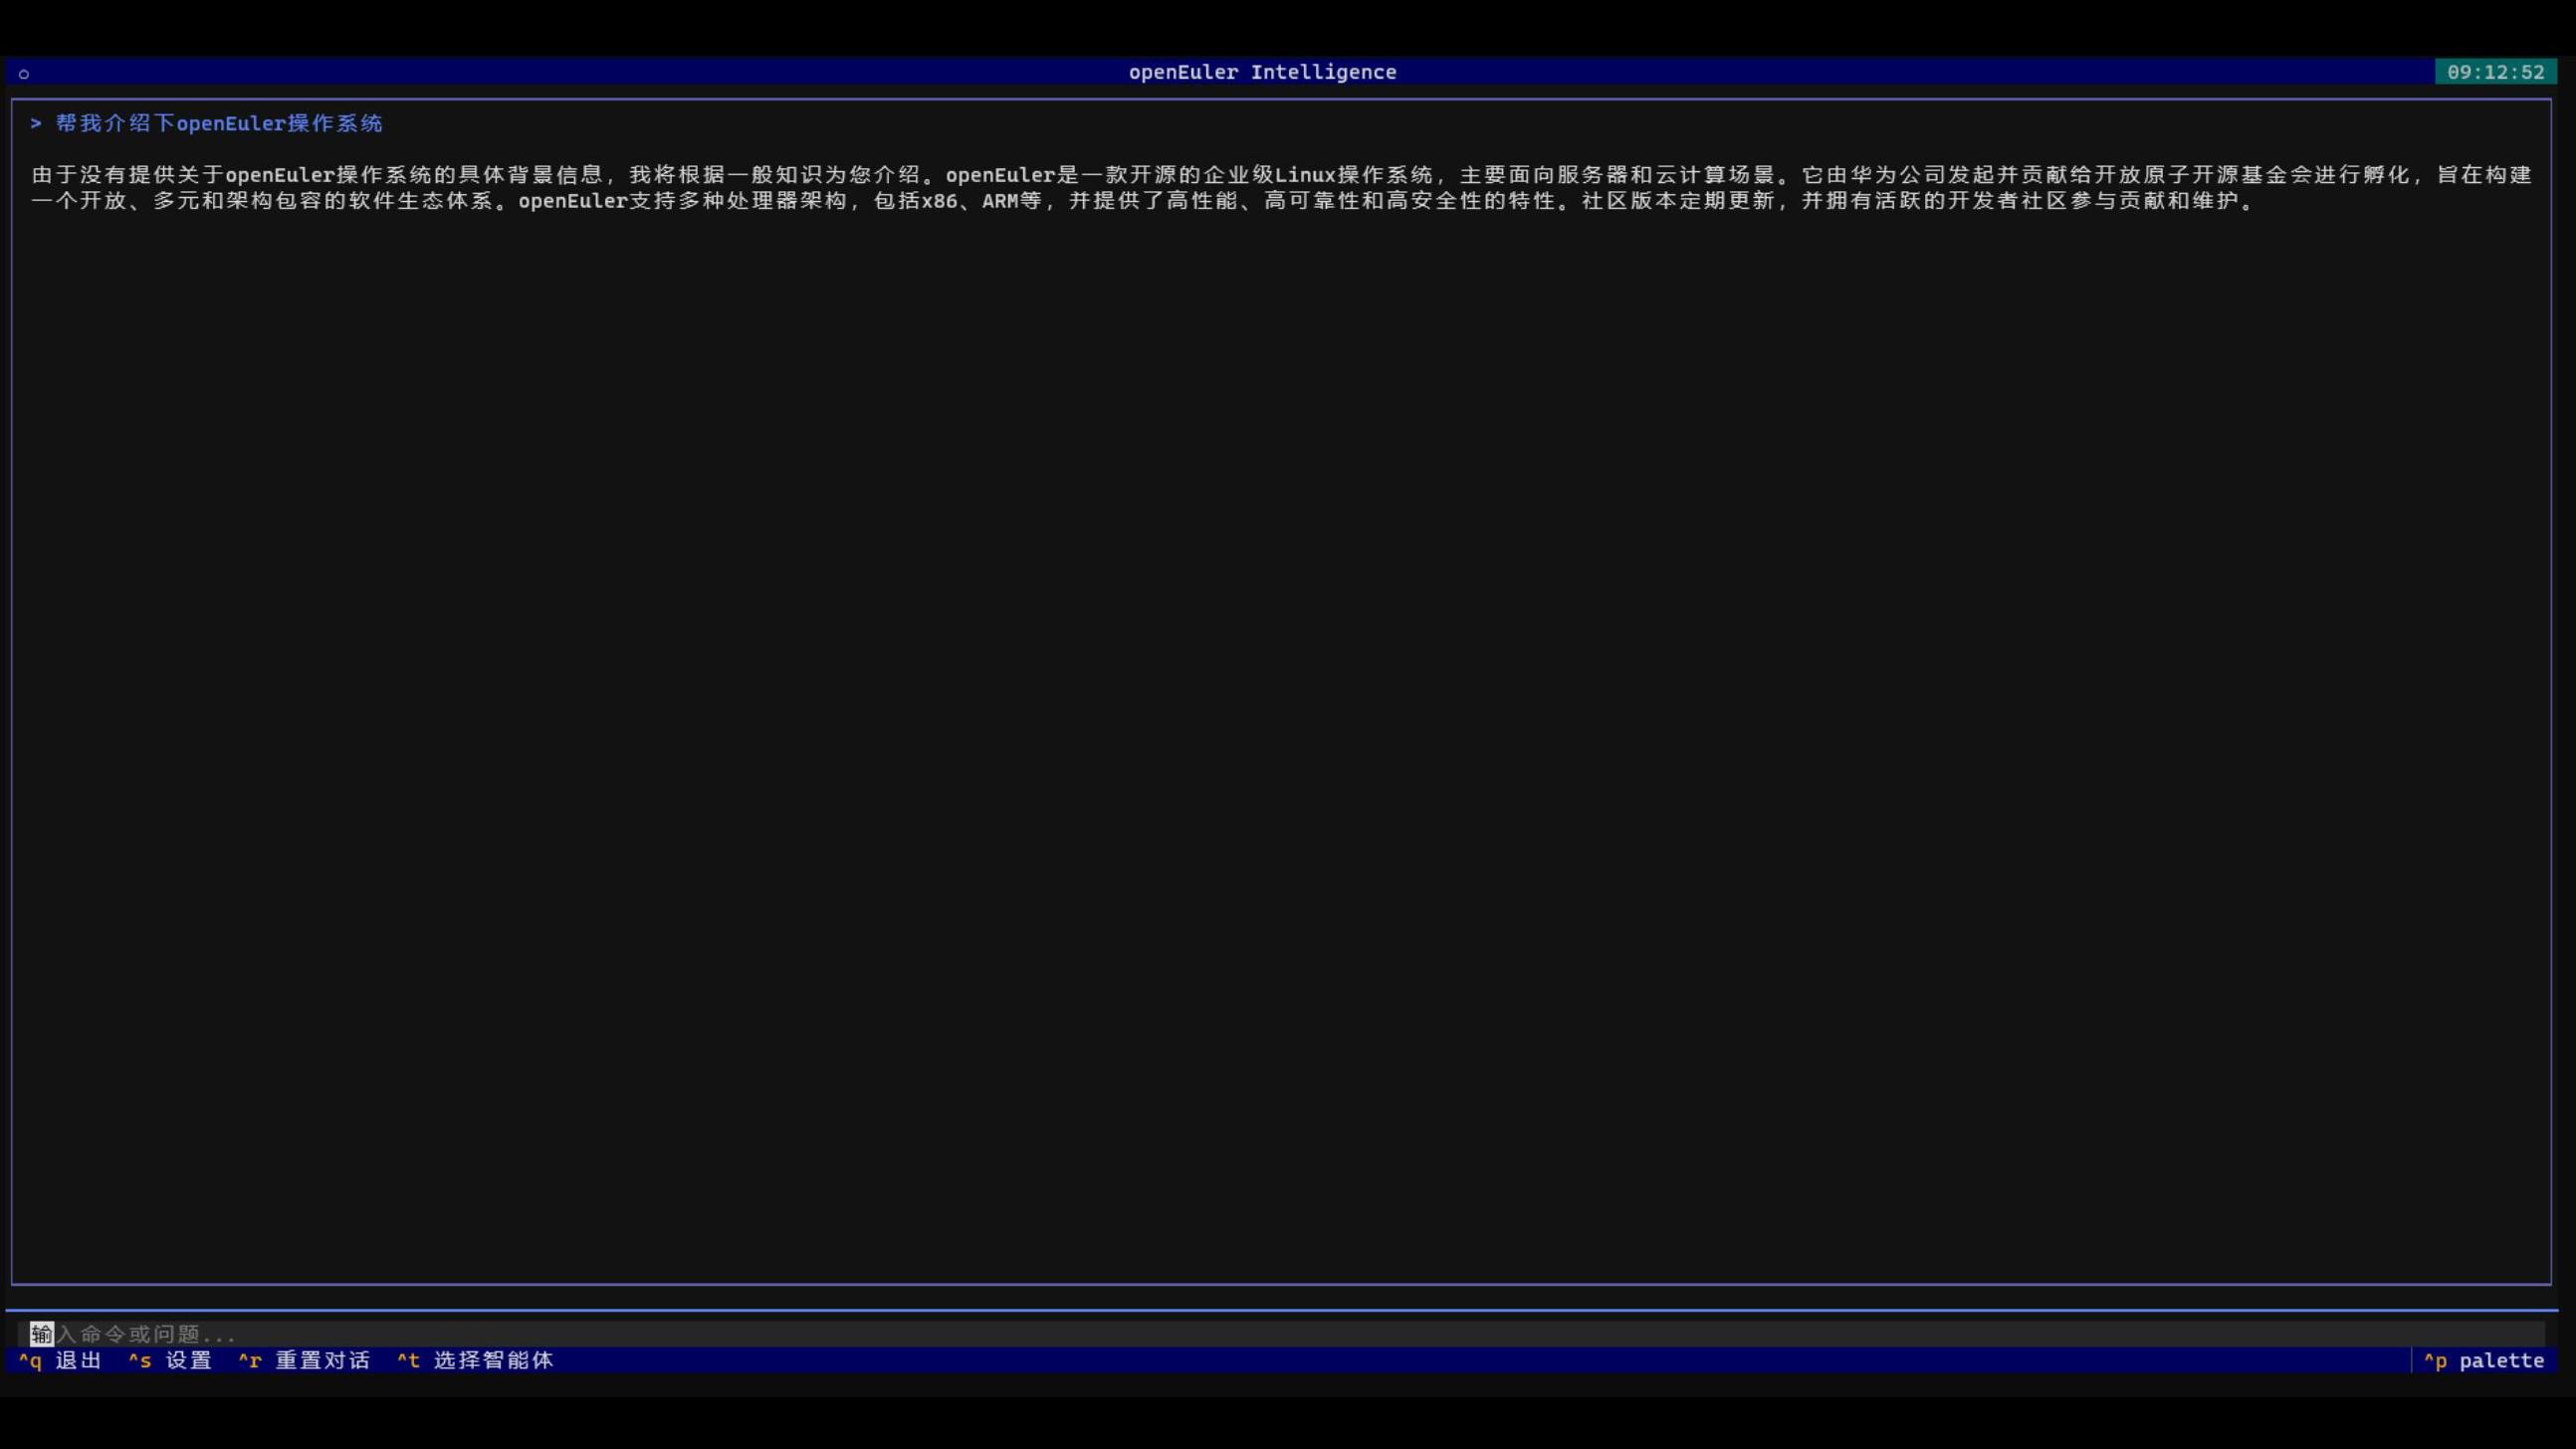 ○ openEuler Intelligence 09:12:52
> 帮我介绍下openEuler操作系统
由于没有提供关于openEuler操作系统的具体背景信息，我将根据一般知识为您介绍。openEuler是一款开源的企业级Linux操作系统，主要面向服务器和云计算场景。它由华为公司发起并贡献给开放原子开源基金会进行孵化，旨在构建
一个开放、多元和架构包容的软件生态体系。openEuler支持多种处理器架构，包括x86、ARM等，并提供了高性能、高可靠性和高安全性的特性。社区版本定期更新，并拥有活跃的开发者社区参与贡献和维护。
输入命令或问题...
^q 退出 ^s 设置 ^r 重置对话 ^t 选择智能体 ^p palette